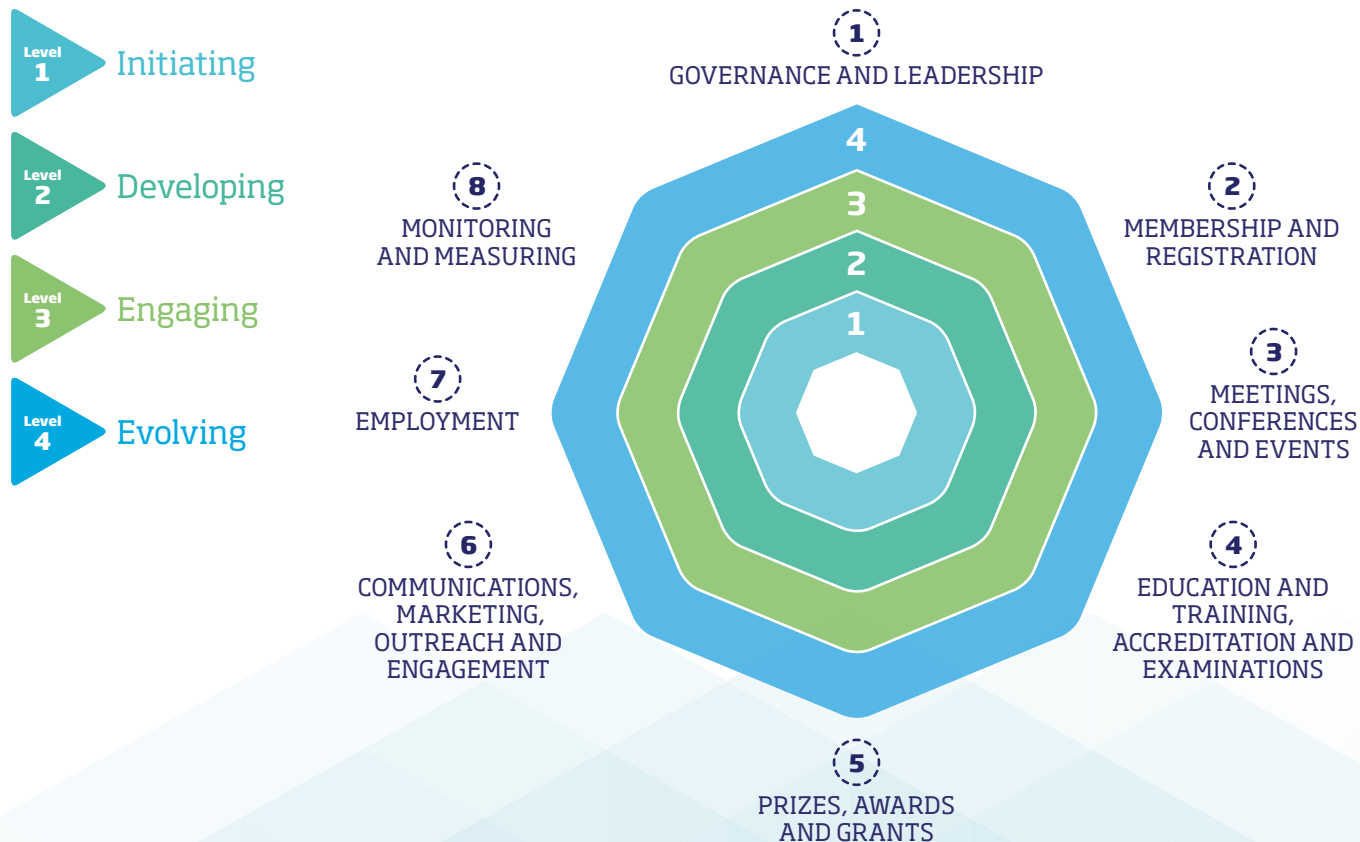 Level
1
Initiating
Level
2
Developing
Level
3
Engaging
Level
4
Evolving
1
GOVERNANCE AND LEADERSHIP
2
MEMBERSHIP AND
REGISTRATION
3
MEETINGS,
CONFERENCES
AND EVENTS
4
EDUCATION AND
TRAINING,
ACCREDITATION AND
EXAMINATIONS
5
PRIZES, AWARDS
AND GRANTS
6
COMMUNICATIONS,
MARKETING,
OUTREACH AND
ENGAGEMENT
7
EMPLOYMENT
8
MONITORING
AND MEASURING
4
3
2
1